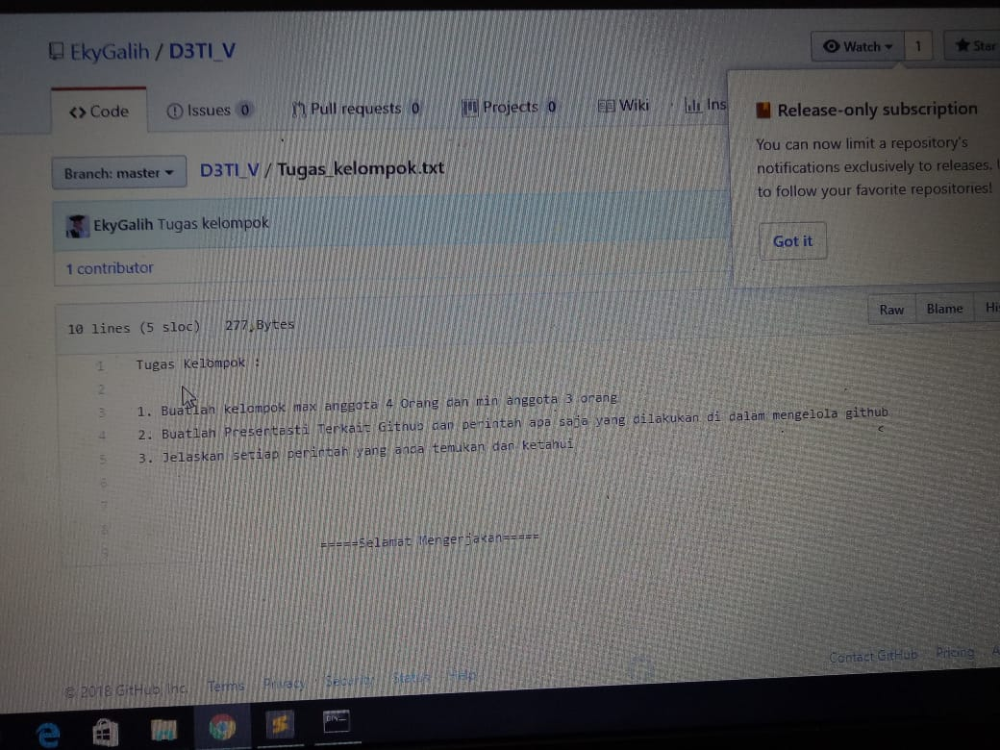 EkyGalih / D3TI_V
Watch 1 Star
Code Issues 0 Pull requests 0 Projects 0 Wiki Ins
Release-only subscription
You can now limit a repository's
notifications exclusively to releases,
to follow your favorite repositories!
Got it
Branch: master D3TI_V / Tugas_kelompok.txt
EkyGalih Tugas kelompok
1 contributor
10 lines (5 sloc) 277 Bytes
Raw Blame His
1 Tugas Kelompok :
2
3 1. Buatlah kelompok max anggota 4 Orang dan min anggota 3 orang
4 2. Buatlah Presentasti Terkait Github dan perintah apa saja yang dilakukan di dalam mengelola github
5 3. Jelaskan setiap perintah yang anda temukan dan ketahui
6
7
8 =====Selamat Mengerjakan=====
9
Contact GitHub Pricing A
© 2018 GitHub, Inc. Terms Privacy Security Status Help